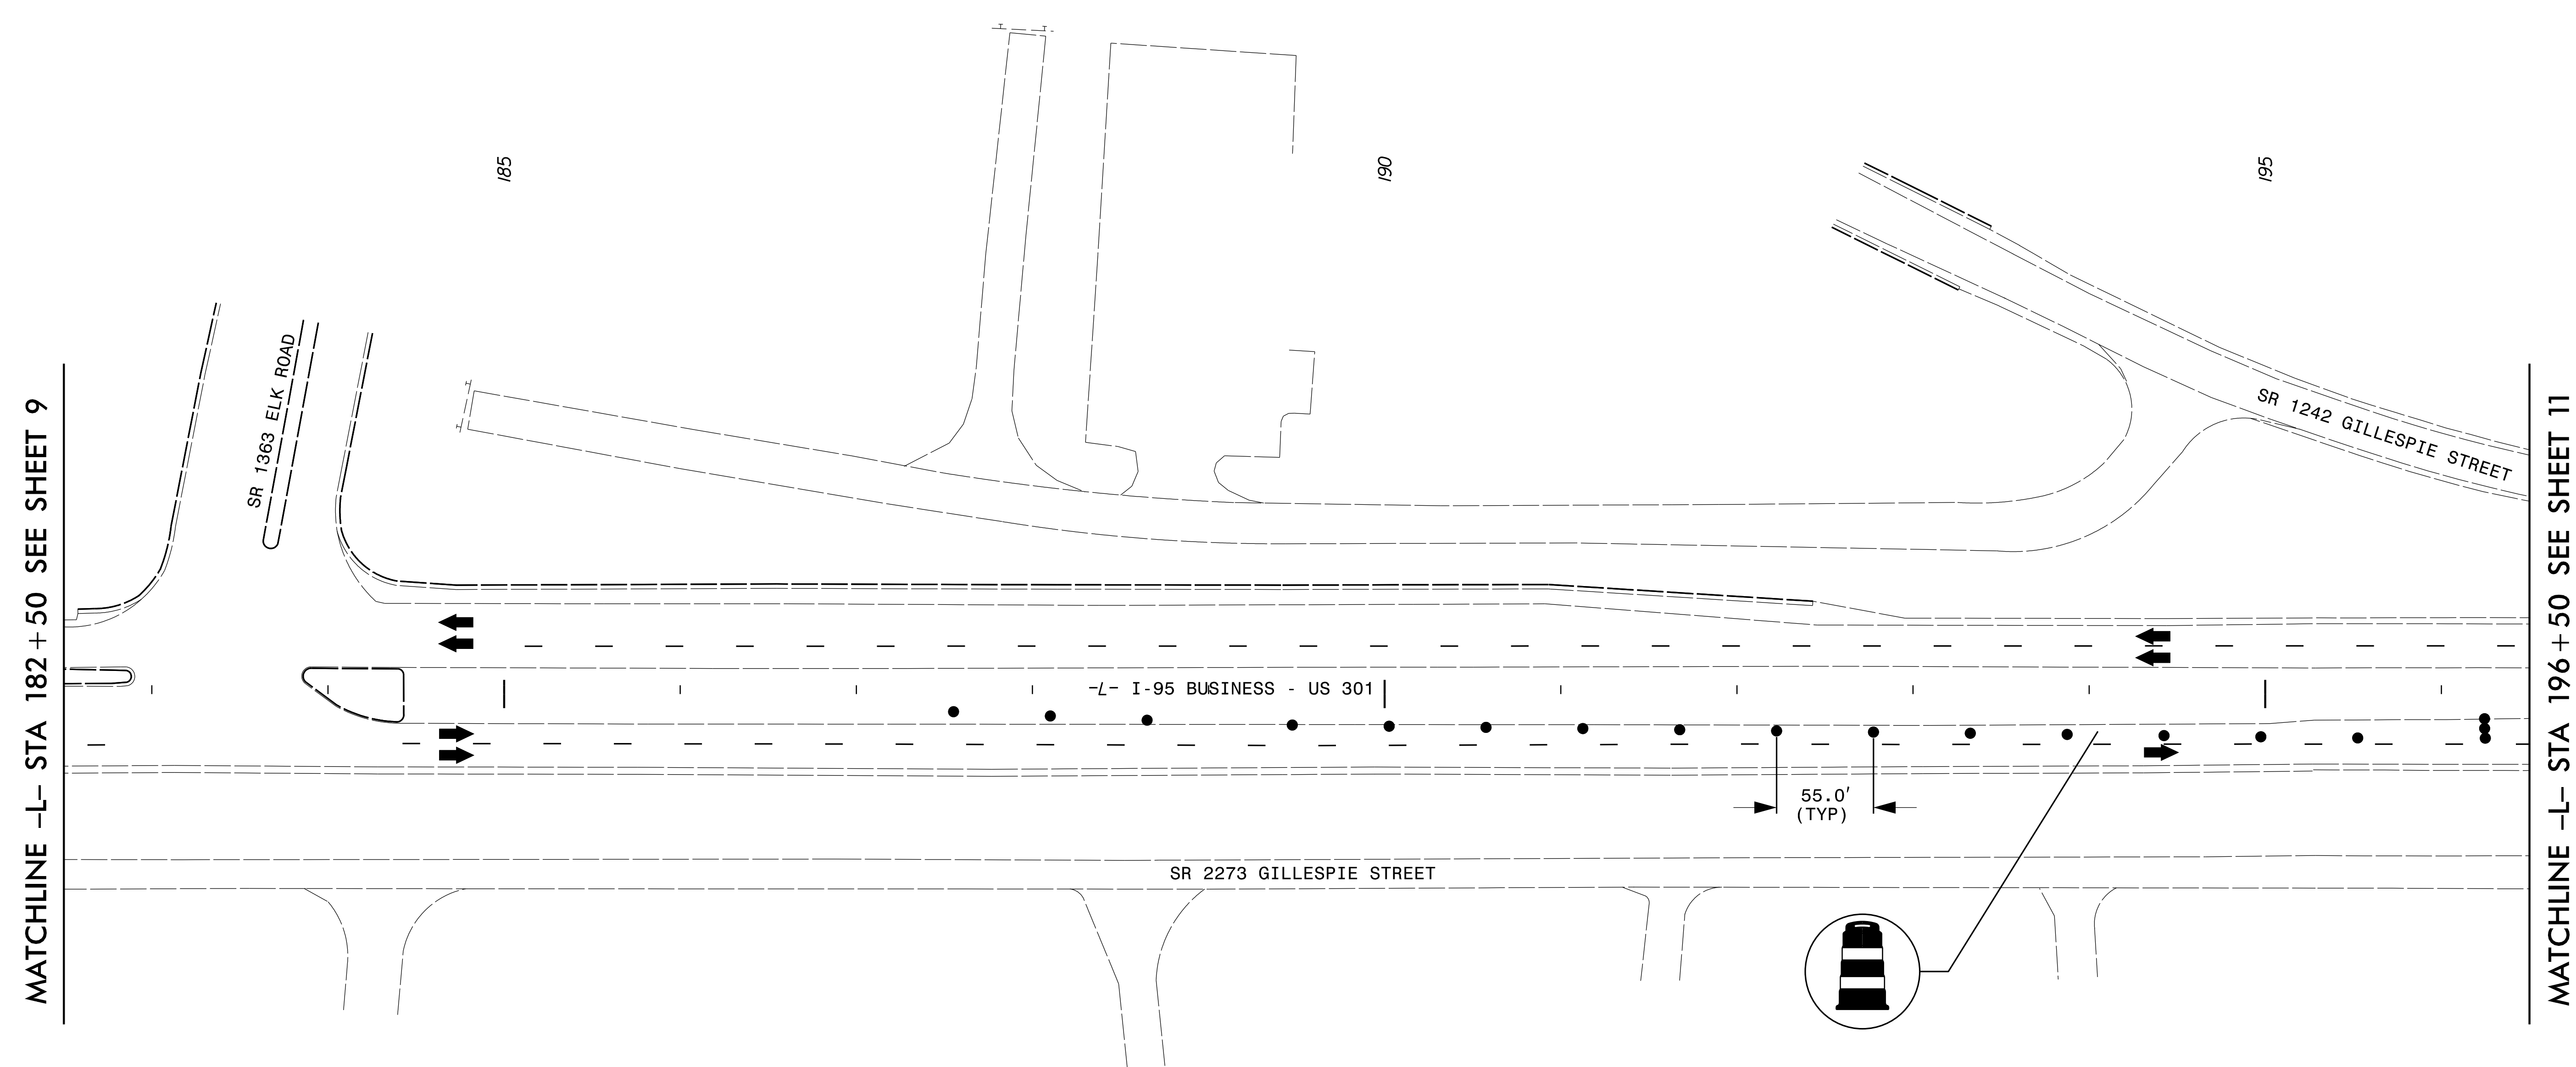 185
190
195
MATCHLINE -L- STA 182+50 SEE SHEET 9
SR 1363 ELK ROAD
SR 1242 GILLESPIE STREET
-L- I-95 BUSINESS - US 301
55.0'
(TYP)
SR 2273 GILLESPIE STREET
MATCHLINE -L- STA 196+50 SEE SHEET 11